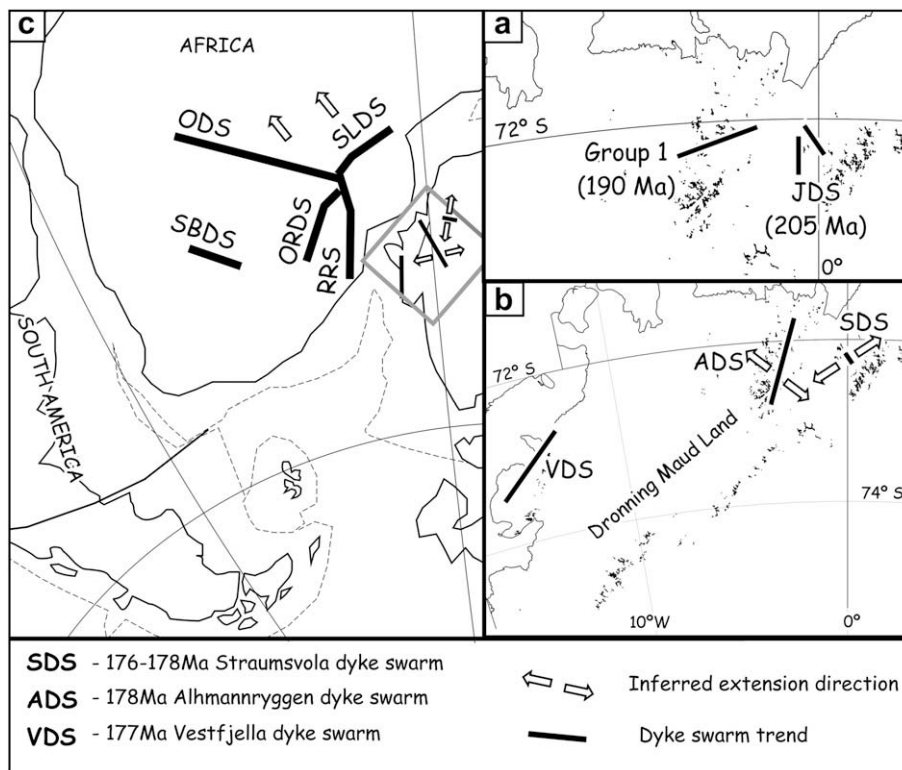 c
AFRICA
ODS
SLDS
SBDS
ORDS
RRS
SOUTH AMERICA
a
72° S
Group 1
(190 Ma)
JDS
(205 Ma)
0°
b
SDS
ADS
72° S
VDS
Dronning Maud Land
74° S
10°W
0°
SDS - 176-178Ma Straumsvola dyke swarm
ADS - 178Ma Alhmannryggen dyke swarm
VDS - 177Ma Vestfjella dyke swarm
Inferred extension direction
Dyke swarm trend